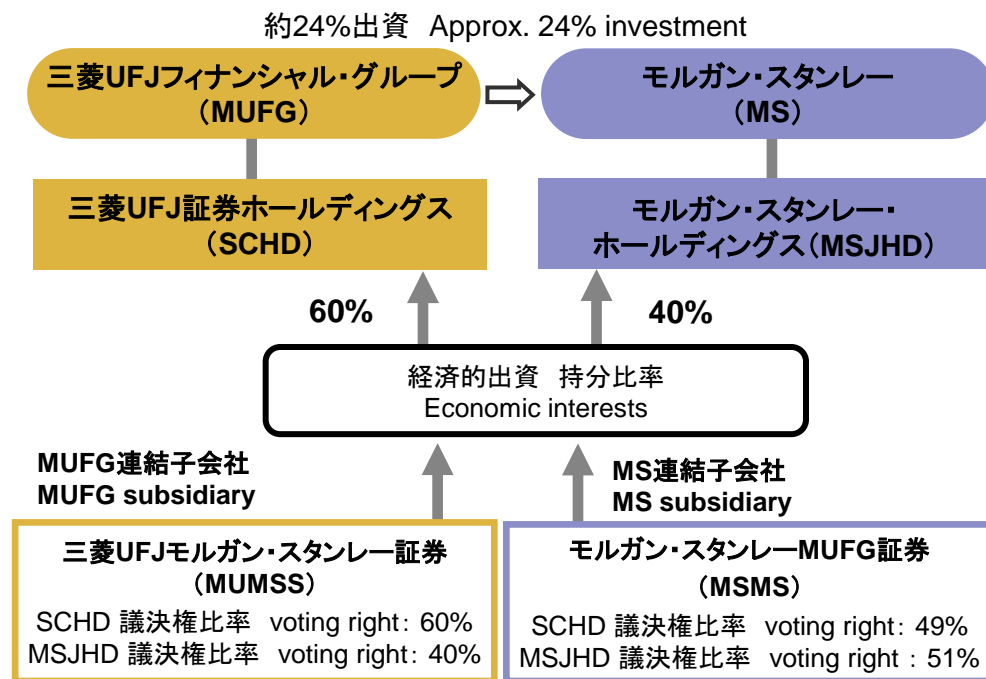 約24%出資 Approx. 24% investment
三菱UFJフィナンシャル・グループ
（MUFG）
モルガン・スタンレー
（MS）
三菱UFJ証券ホールディングス
（SCHD）
モルガン・スタンレー・
ホールディングス（MSJHD）
60%
40%
経済的出資 持分比率
Economic interests
MUFG連結子会社
MUFG subsidiary
MS連結子会社
MS subsidiary
三菱UFJモルガン・スタンレー証券
（MUMSS）
SCHD 議決権比率 voting right：60%
MSJHD 議決権比率 voting right：40%
モルガン・スタンレーMUFG証券
（MSMS）
SCHD 議決権比率 voting right：49%
MSJHD 議決権比率 voting right：51%